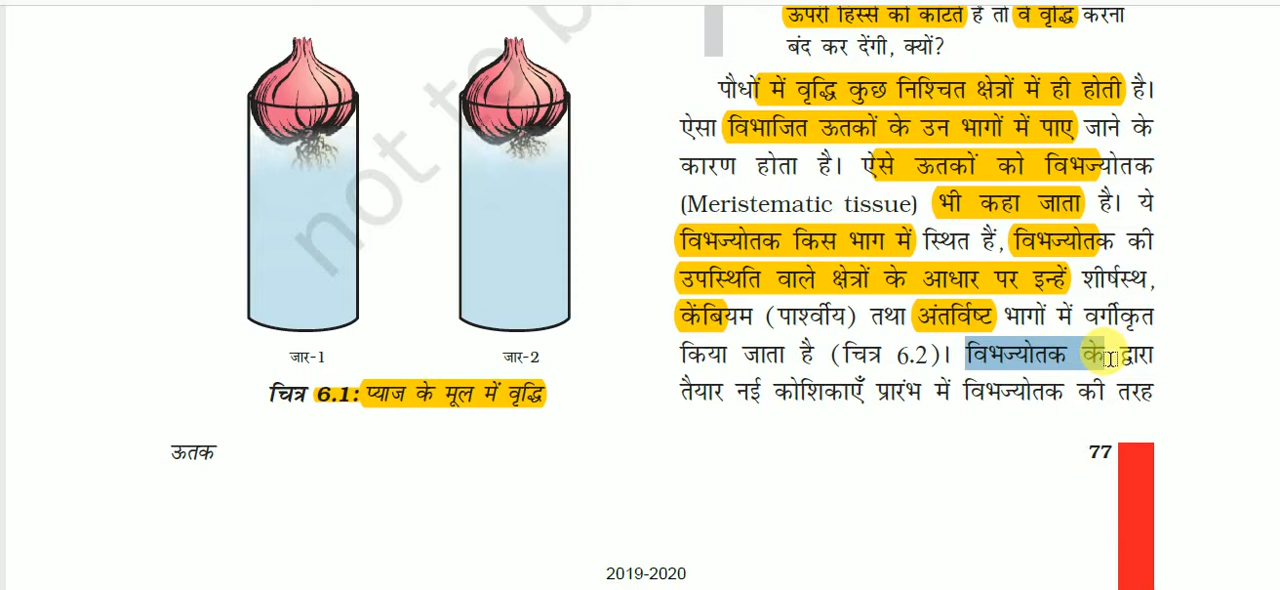 ऊपरी हिस्से को काटते हैं तो वे वृद्धि करना
बंद कर देंगी, क्यों?
पौधों में वृद्धि कुछ निश्चित क्षेत्रों में ही होती है।
ऐसा विभाजित ऊतकों के उन भागों में पाए जाने के
कारण होता है। ऐसे ऊतकों को विभज्योतक
(Meristematic tissue) भी कहा जाता है। ये
विभज्योतक किस भाग में स्थित हैं, विभज्योतक की
उपस्थिति वाले क्षेत्रों के आधार पर इन्हें शीर्षस्थ,
केंबियम (पार्श्वीय) तथा अंतर्विष्ट भागों में वर्गीकृत
किया जाता है (चित्र 6.2)। विभज्योतक के द्वारा
तैयार नई कोशिकाएँ प्रारंभ में विभज्योतक की तरह
not to b
जार-1
जार-2
चित्र 6.1: प्याज के मूल में वृद्धि
ऊतक
77
2019-2020